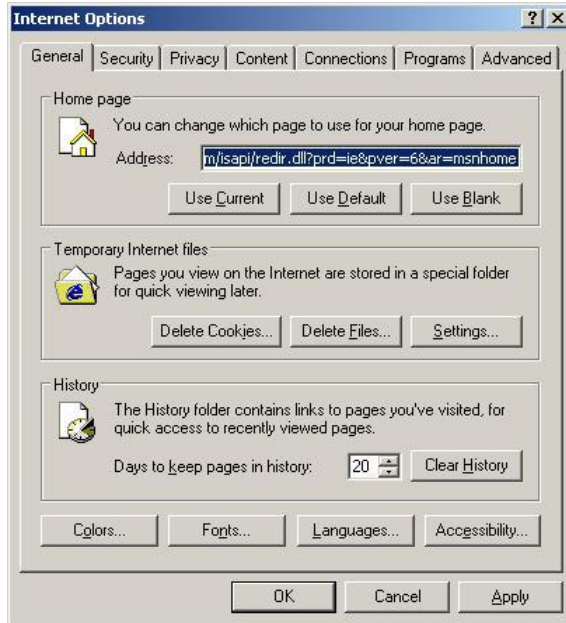 Internet Options
General Security Privacy Content Connections Programs Advanced
Home page
You can change which page to use for your home page.
Address: m/isapi/redir.dll?prd=ie&pver=6&ar=msnhome
Use Current Use Default Use Blank
Temporary Internet files
Pages you view on the Internet are stored in a special folder
for quick viewing later.
Delete Cookies... Delete Files... Settings...
History
The History folder contains links to pages you've visited, for
quick access to recently viewed pages.
Days to keep pages in history: 20 Clear History
Colors... Fonts... Languages... Accessibility...
OK Cancel Apply